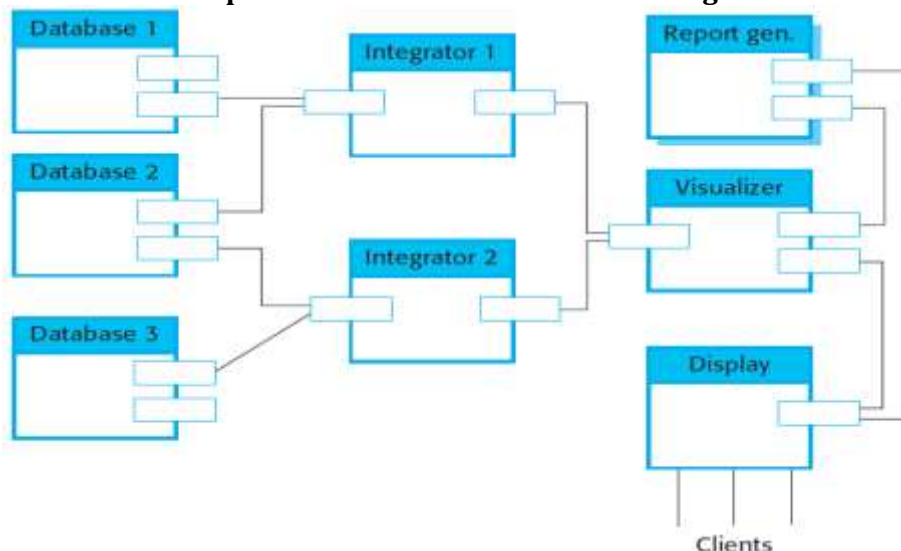 Database 1
Integrator 1
Report gen.
Database 2
Visualizer
Integrator 2
Database 3
Display
Clients